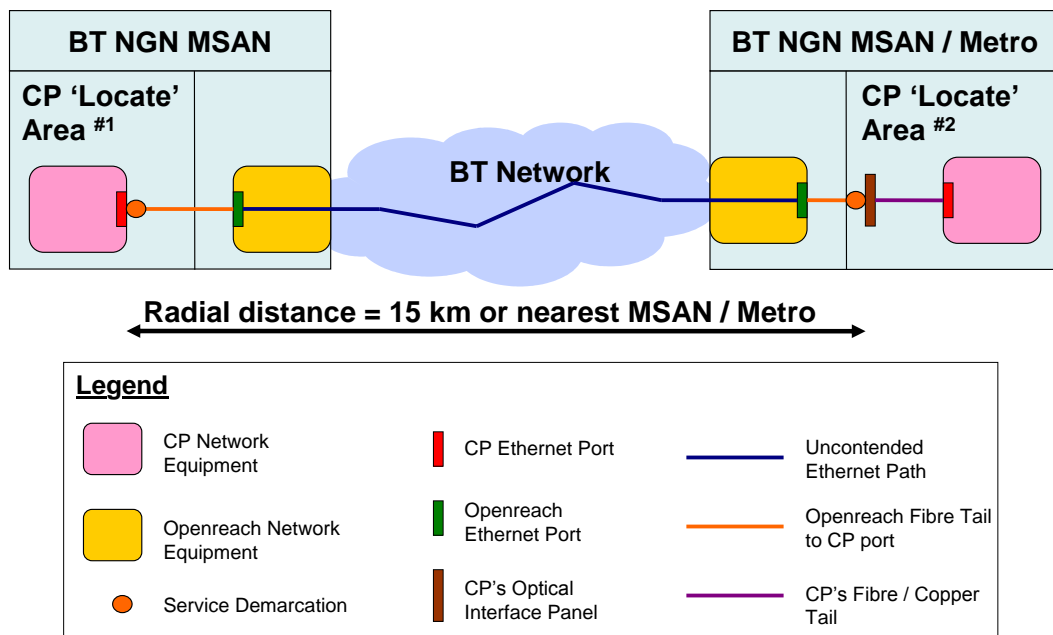 BT NGN MSAN
BT NGN MSAN / Metro
CP ‘Locate’
Area #1
CP ‘Locate’
Area #2
BT Network
Radial distance = 15 km or nearest MSAN / Metro
Legend
CP Network
Equipment
CP Ethernet Port
Uncontended
Ethernet Path
Openreach Network
Equipment
Openreach
Ethernet Port
Openreach Fibre Tail
to CP port
Service Demarcation
CP's Optical
Interface Panel
CP's Fibre / Copper
Tail